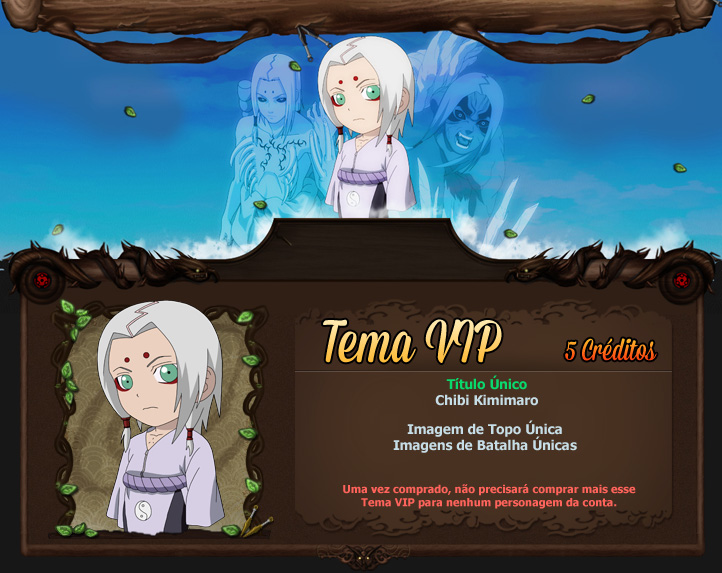 Tema VIP
5 Créditos
Título Único
Chibi Kimimaro
Imagem de Topo Única
Imagens de Batalha Únicas
Uma vez comprado, não precisará comprar mais esse
Tema VIP para nenhum personagem da conta.